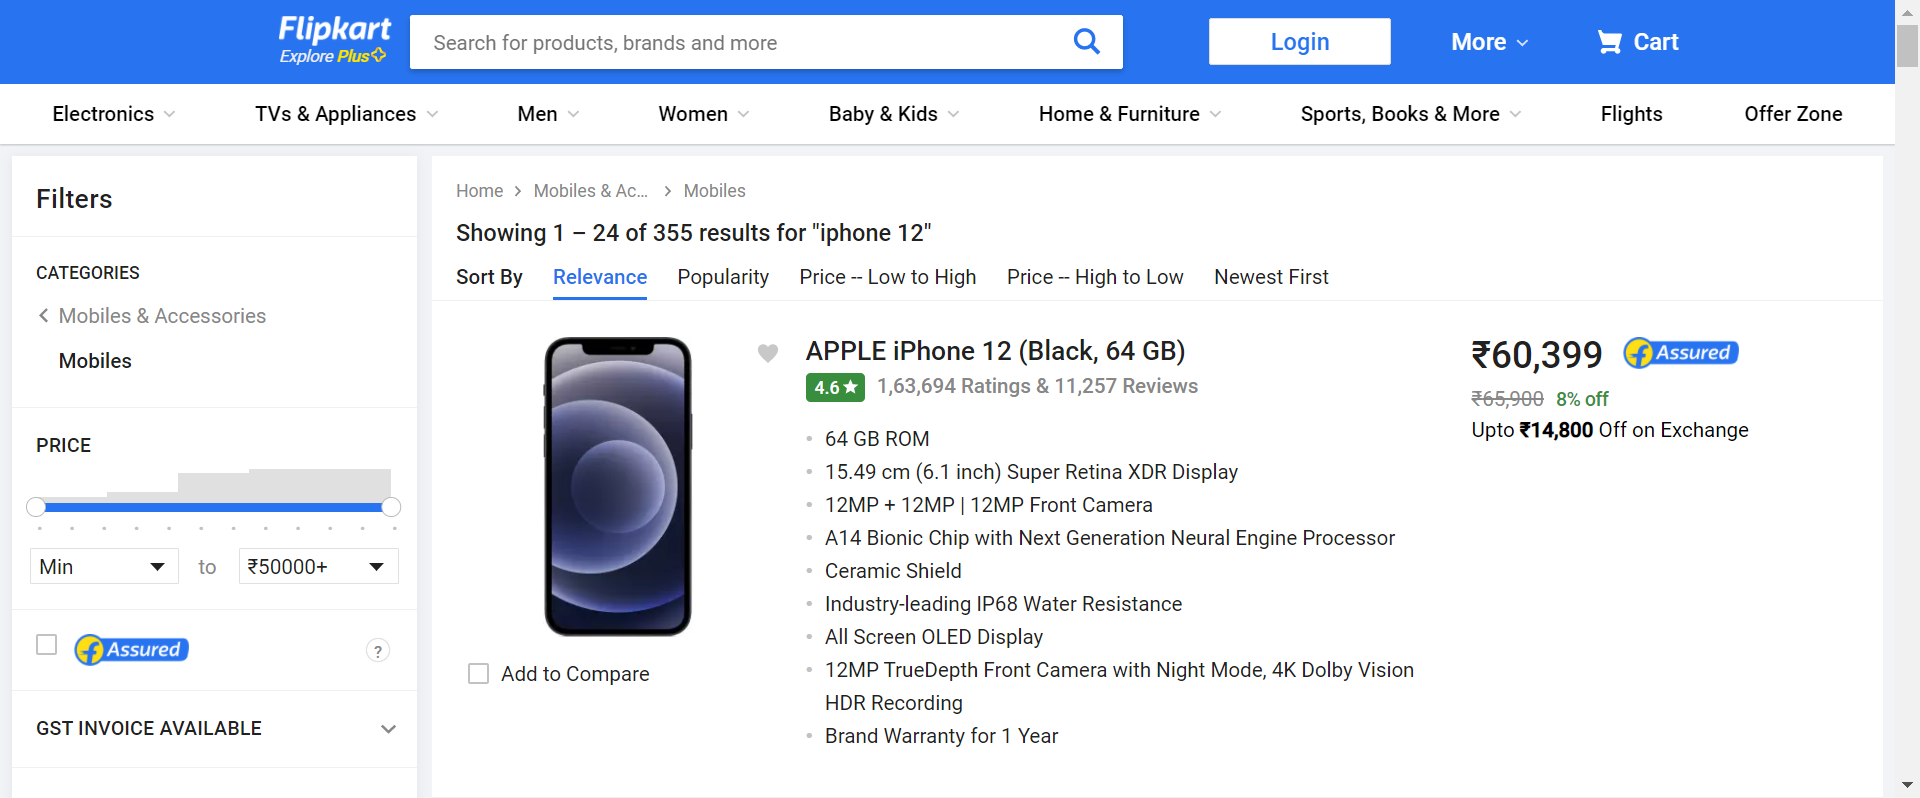 Flipkart
Explore Plus
Search for products, brands and more
Login
More
Cart
Electronics
TVs & Appliances
Men
Women
Baby & Kids
Home & Furniture
Sports, Books & More
Flights
Offer Zone
Filters
CATEGORIES
Mobiles & Accessories
Mobiles
PRICE
Min
to
₹50000+
Assured
?
GST INVOICE AVAILABLE
Home
Mobiles & Ac...
Mobiles
Showing 1 – 24 of 355 results for "iphone 12"
Sort By
Relevance
Popularity
Price -- Low to High
Price -- High to Low
Newest First
Add to Compare
APPLE iPhone 12 (Black, 64 GB)
4.6★
1,63,694 Ratings & 11,257 Reviews
64 GB ROM
15.49 cm (6.1 inch) Super Retina XDR Display
12MP + 12MP | 12MP Front Camera
A14 Bionic Chip with Next Generation Neural Engine Processor
Ceramic Shield
Industry-leading IP68 Water Resistance
All Screen OLED Display
12MP TrueDepth Front Camera with Night Mode, 4K Dolby Vision
HDR Recording
Brand Warranty for 1 Year
₹60,399
Assured
₹65,900 8% off
Upto ₹14,800 Off on Exchange